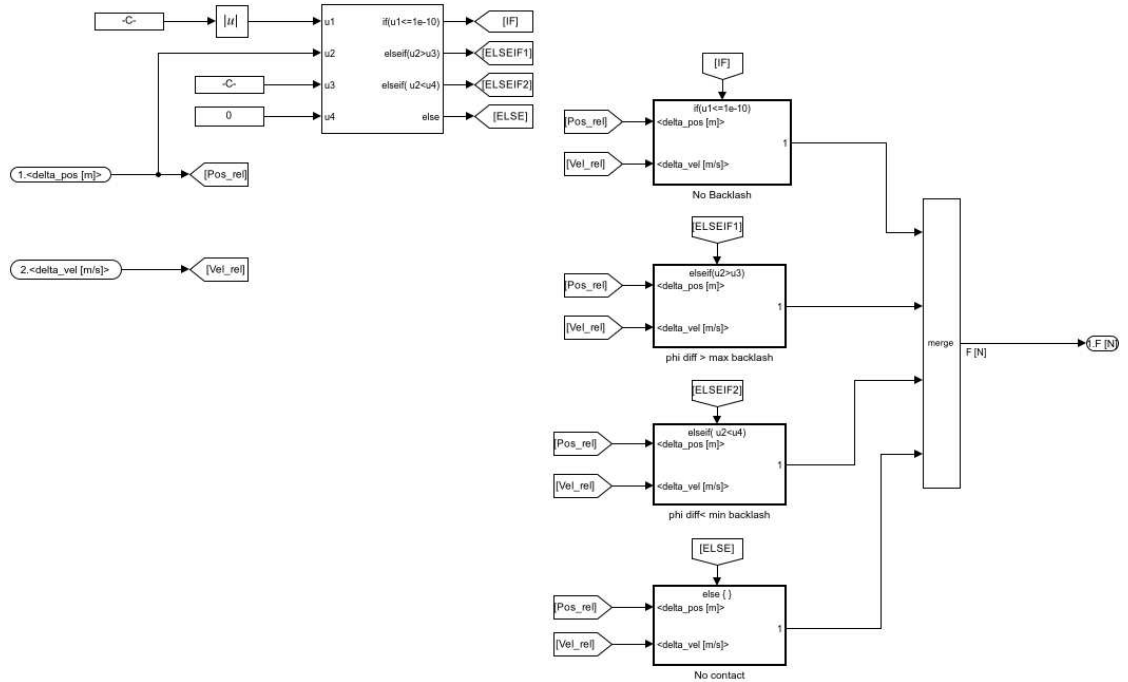 -C-
|u|
u1
if(u1<=1e-10)
[IF]
u2
elseif(u2>u3)
[ELSEIF1]
-C-
u3
elseif( u2<u4)
[ELSEIF2]
0
u4
else
[ELSE]
1.<delta_pos [m]>
[Pos_rel]
2.<delta_vel [m/s]>
[Vel_rel]
[IF]
if(u1<=1e-10)
[Pos_rel]
<delta_pos [m]>
1
[Vel_rel]
<delta_vel [m/s]>
No Backlash
[ELSEIF1]
elseif(u2>u3)
[Pos_rel]
<delta_pos [m]>
1
[Vel_rel]
<delta_vel [m/s]>
phi diff > max backlash
[ELSEIF2]
elseif( u2<u4)
[Pos_rel]
<delta_pos [m]>
1
[Vel_rel]
<delta_vel [m/s]>
phi diff< min backlash
[ELSE]
else { }
[Pos_rel]
<delta_pos [m]>
1
[Vel_rel]
<delta_vel [m/s]>
No contact
merge
F [N]
1.F [N]